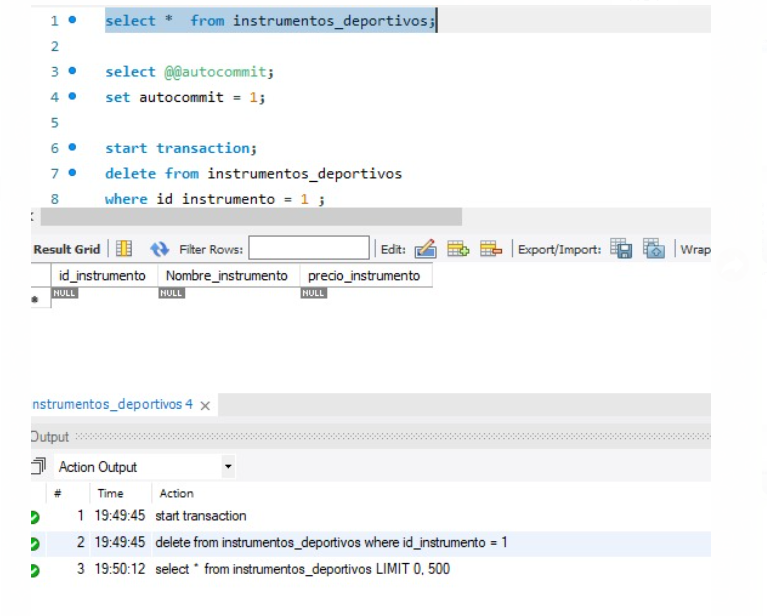 1 select * from instrumentos_deportivos;
2
3 select @@autocommit;
4 set autocommit = 1;
5
6 start transaction;
7 delete from instrumentos_deportivos
8 where id instrumento = 1 ;
Result Grid Filter Rows: Edit: Export/Import: Wrap
id_instrumento Nombre_instrumento precio_instrumento
* NULL NULL NULL
nstrumentos_deportivos 4 ×
Output
Action Output
# Time Action
1 19:49:45 start transaction
2 19:49:45 delete from instrumentos_deportivos where id_instrumento = 1
3 19:50:12 select * from instrumentos_deportivos LIMIT 0, 500